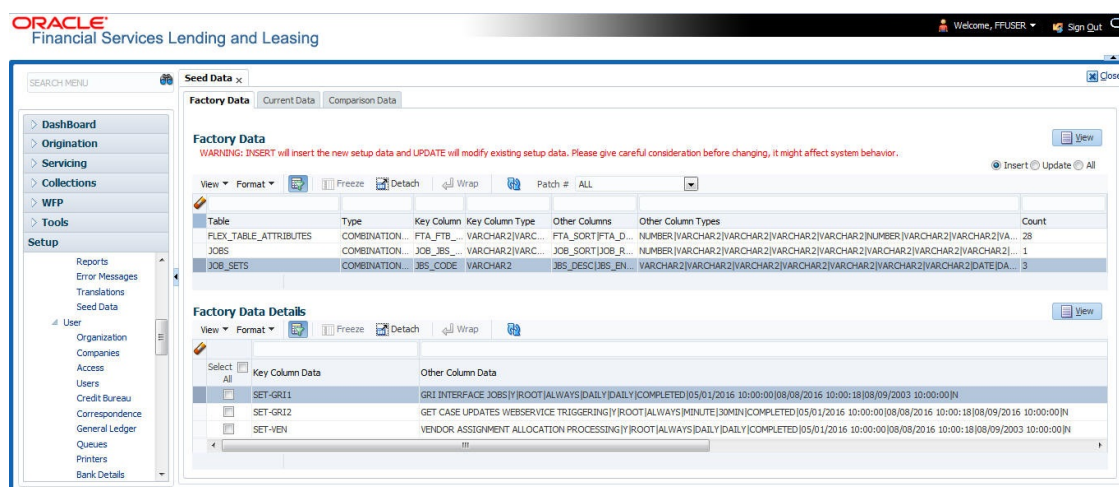 ORACLE
Financial Services Lending and Leasing
Welcome, FFUSER Sign Out
SEARCH MENU
Seed Data x
Close
Factory Data Current Data Comparison Data
DashBoard
Origination
Servicing
Collections
WFP
Tools
Setup
Reports
Error Messages
Translations
Seed Data
User
Organization
Companies
Access
Users
Credit Bureau
Correspondence
General Ledger
Queues
Printers
Bank Details
Factory Data
View
WARNING: INSERT will insert the new setup data and UPDATE will modify existing setup data. Please give careful consideration before changing, it might affect system behavior.
Insert Update All
View Format Freeze Detach Wrap Patch # ALL
Table Type Key Column Key Column Type Other Columns Other Column Types Count
FLEX_TABLE_ATTRIBUTES COMBINATION... FTA_FTB_... VARCHAR2|VARC... FTA_SORT|FTA_D... NUMBER|VARCHAR2|VARCHAR2|VARCHAR2|VARCHAR2|NUMBER|VARCHAR2|VARCHAR2|VA... 28
JOBS COMBINATION... JOB_JBS_... VARCHAR2|VARC... JOB_SORT|JOB_R... NUMBER|VARCHAR2|VARCHAR2|VARCHAR2|VARCHAR2|VARCHAR2|VARCHAR2|VARCHAR2|... 1
JOB_SETS COMBINATION... JBS_CODE VARCHAR2 JBS_DESC|JBS_EN... VARCHAR2|VARCHAR2|VARCHAR2|VARCHAR2|VARCHAR2|VARCHAR2|VARCHAR2|DATE|DA... 3
Factory Data Details
View
View Format Freeze Detach Wrap
Select All Key Column Data Other Column Data
SET-GRI1 GRI INTERFACE JOBS|Y|ROOT|ALWAYS|DAILY|DAILY|COMPLETED|05/01/2016 10:00:00|08/08/2016 10:00:18|08/09/2003 10:00:00|N
SET-GRI2 GET CASE UPDATES WEBSERVICE TRIGGERING|Y|ROOT|ALWAYS|MINUTE|30MIN|COMPLETED|05/01/2016 10:00:00|08/08/2016 10:00:18|08/09/2016 10:00:00|N
SET-VEN VENDOR ASSIGNMENT ALLOCATION PROCESSING|Y|ROOT|ALWAYS|DAILY|DAILY|COMPLETED|05/01/2016 10:00:00|08/08/2016 10:00:18|08/09/2003 10:00:00|N